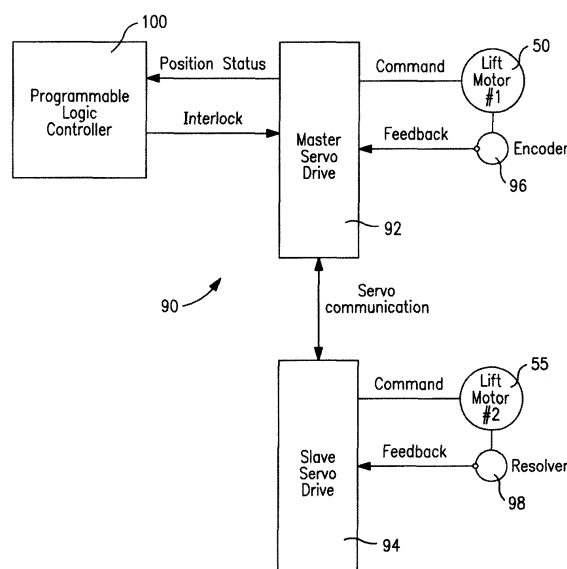 100
50
Position Status
Command
Lift
Motor
#1
Programmable
Logic
Controller
Interlock
Master
Servo
Drive
Feedback
Encoder
96
92
90
Servo
communication
55
Command
Lift
Motor
#2
Slave
Servo
Drive
Feedback
Resolver
98
94